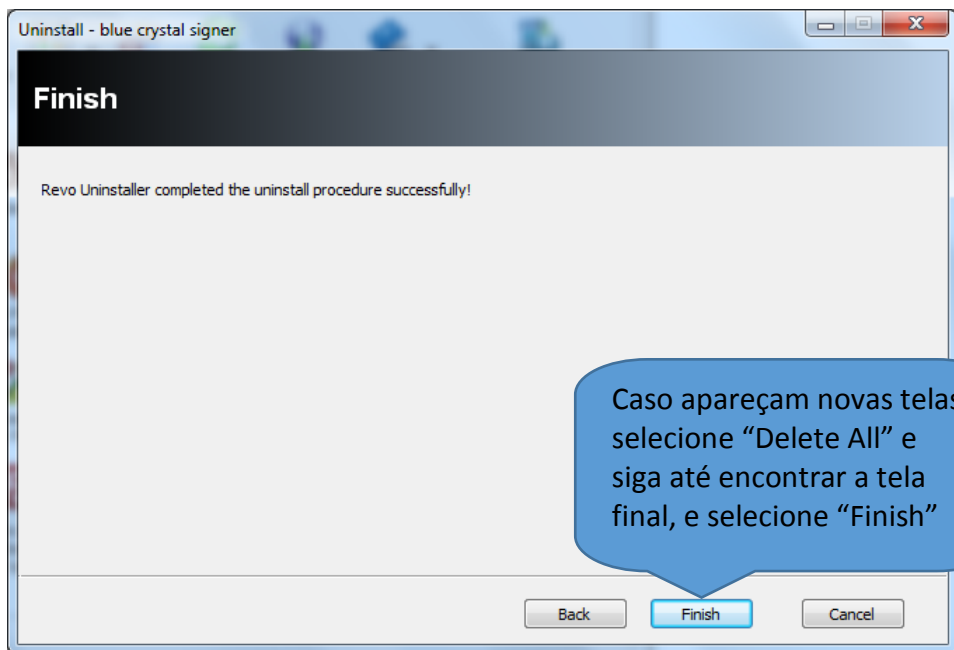 Uninstall - blue crystal signer
Finish
Revo Uninstaller completed the uninstall procedure successfully!
Caso apareçam novas telas
selecione “Delete All” e
siga até encontrar a tela
final, e selecione “Finish”
Back
Finish
Cancel